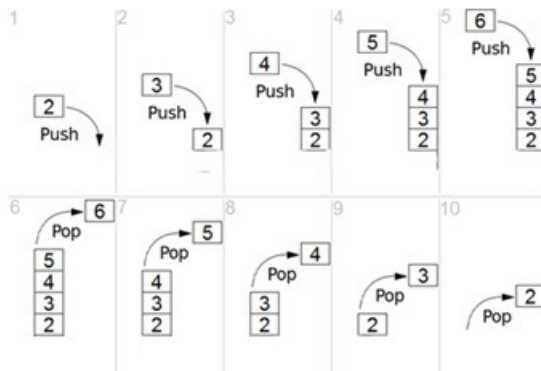 1 2 3 4 5
2 Push
3 Push 2
4 Push 3 2
5 Push 4 3 2
6 Push 5 4 3 2
6 7 8 9 10
6 Pop 5 4 3 2
5 Pop 4 3 2
4 Pop 3 2
3 Pop 2
2 Pop